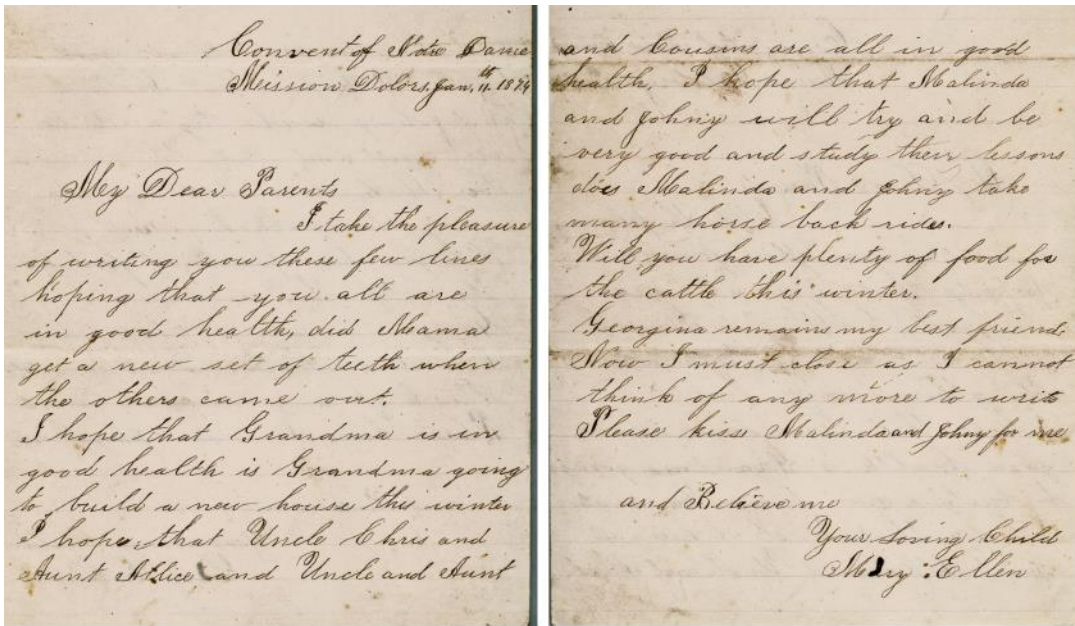 Convent of Notre Dame
Mission Dolors, Jan, 11th 1874
My Dear Parents
I take the pleasure
of writing you these few lines
hoping that you all are
in good health, did Mama
get a new set of teeth when
the others came out.
I hope that Grandma is in
good health is Grandma going
to build a new house this winter
I hope that Uncle Chris and
Aunt Allice and Uncle and Aunt
and Cousins are all in good
health, I hope that Malinda
and Johny will try and be
very good and study their lessons
does Malinda and Johny take
many horse back rides.
Will you have plenty of food for
the cattle this winter.
Georgina remains my best friend.
Now I must close as I cannot
think of any more to write
Please kiss Malinda and Johny for me
and Believe me
Your Loving Child
Mary Ellen